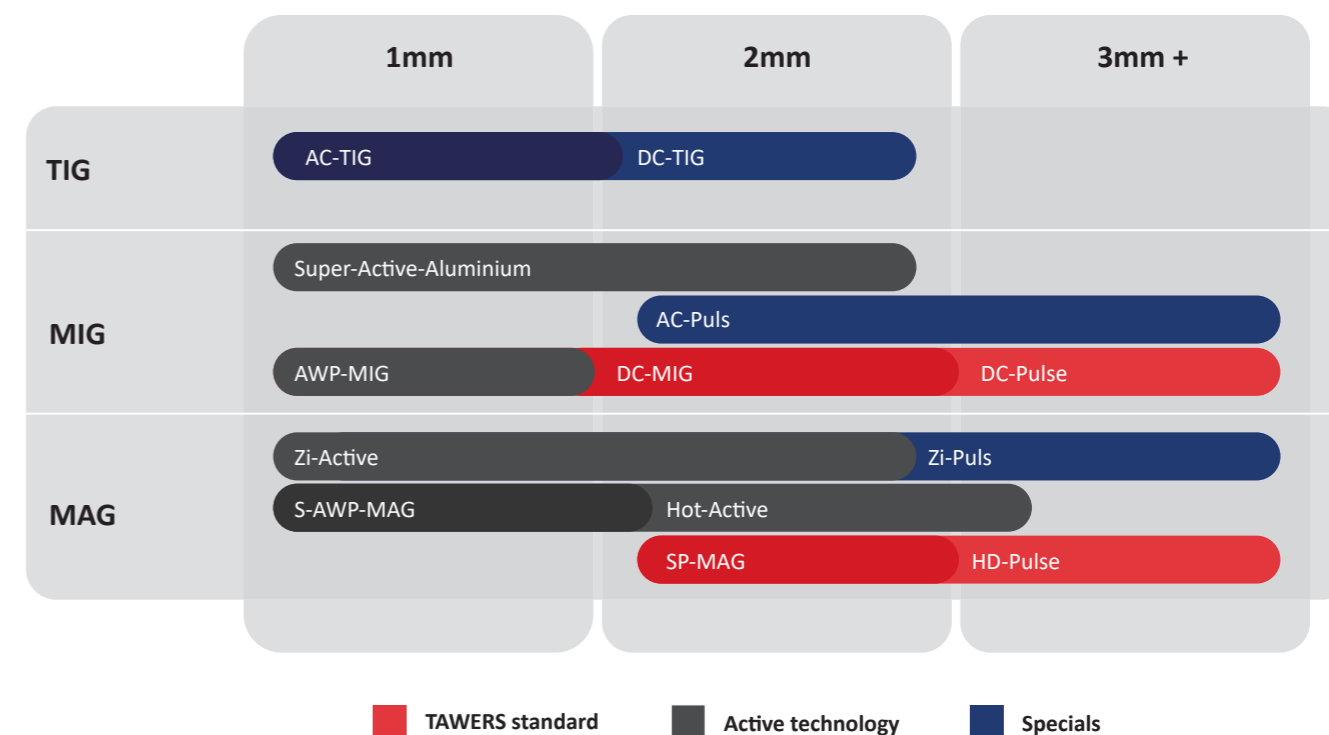 1mm 2mm 3mm +
TIG
AC-TIG DC-TIG
MIG
Super-Active-Aluminium
AC-Puls
AWP-MIG DC-MIG DC-Pulse
MAG
Zi-Active Zi-Puls
S-AWP-MAG Hot-Active
SP-MAG HD-Pulse
TAWERS standard Active technology Specials